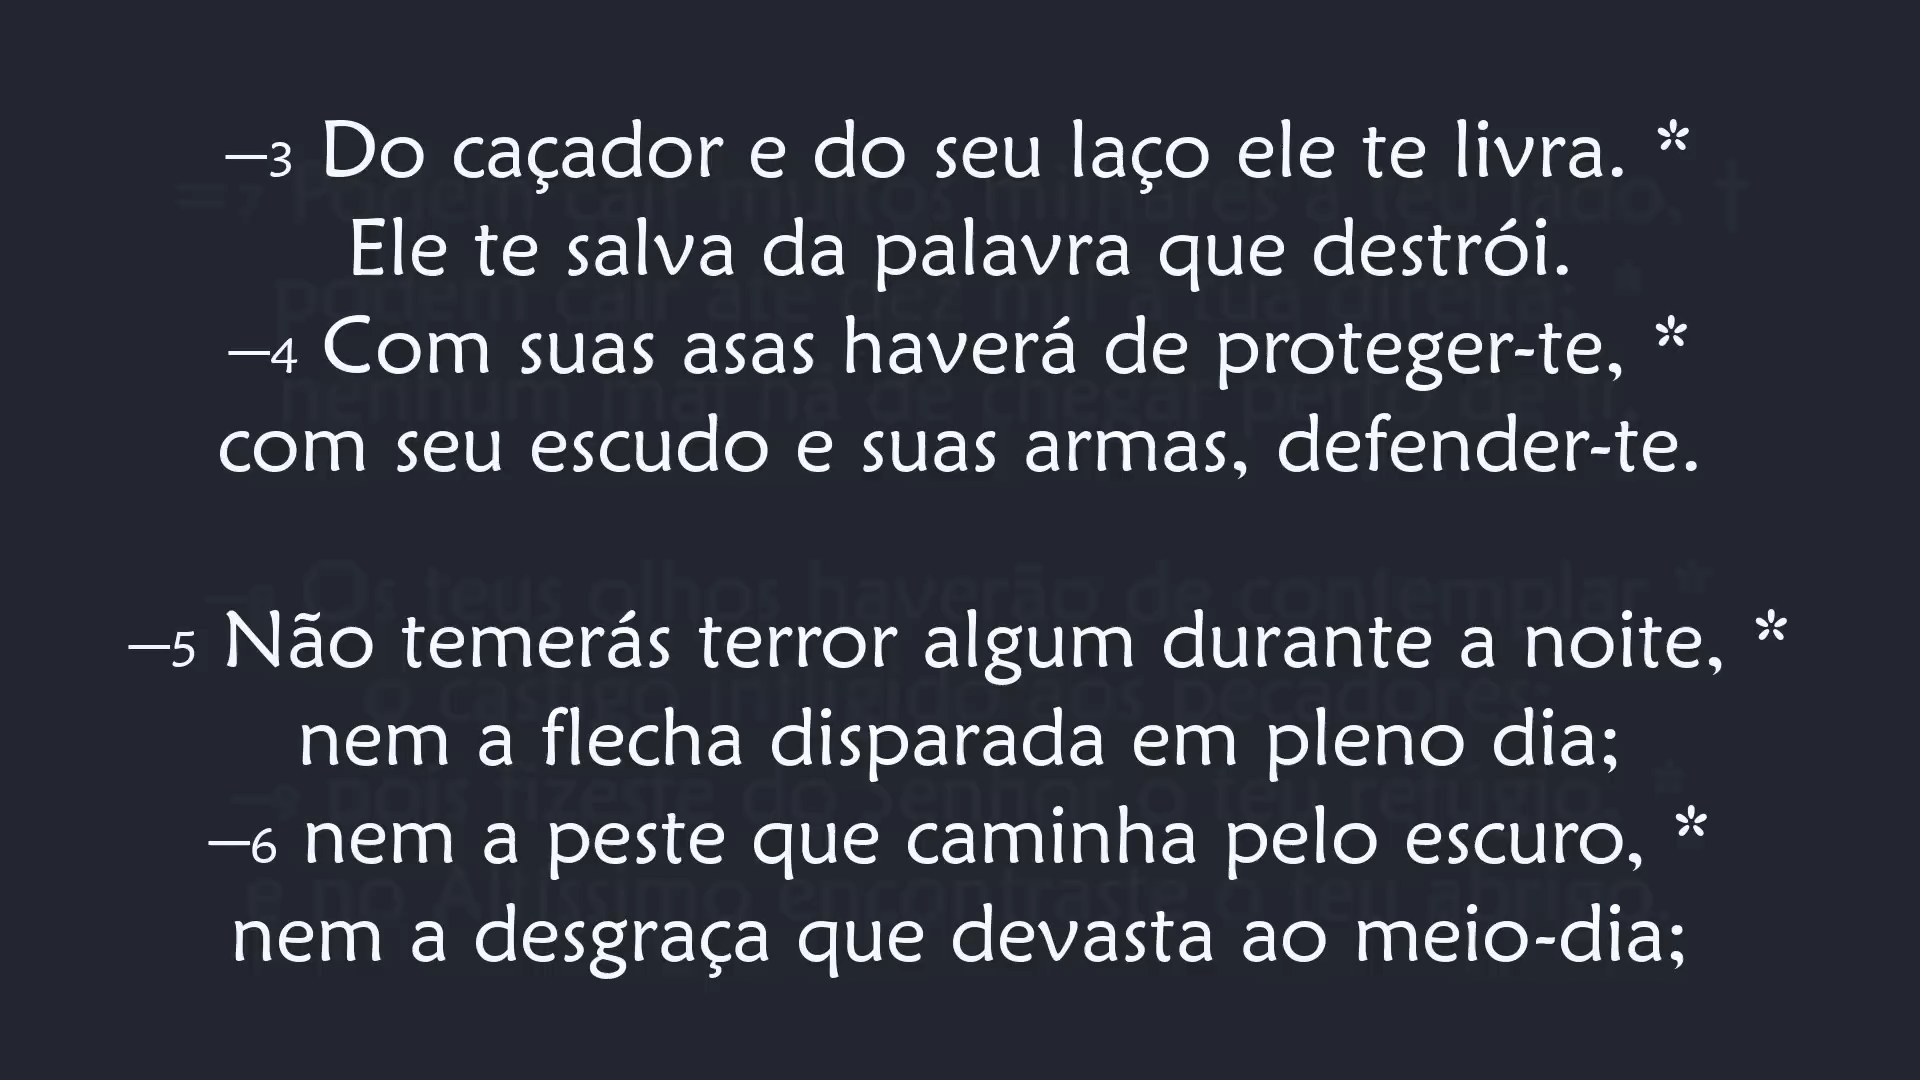 –3 Do caçador e do seu laço ele te livra. *
Ele te salva da palavra que destrói.
–4 Com suas asas haverá de proteger-te, *
com seu escudo e suas armas, defender-te.
–5 Não temerás terror algum durante a noite, *
nem a flecha disparada em pleno dia;
–6 nem a peste que caminha pelo escuro, *
nem a desgraça que devasta ao meio-dia;